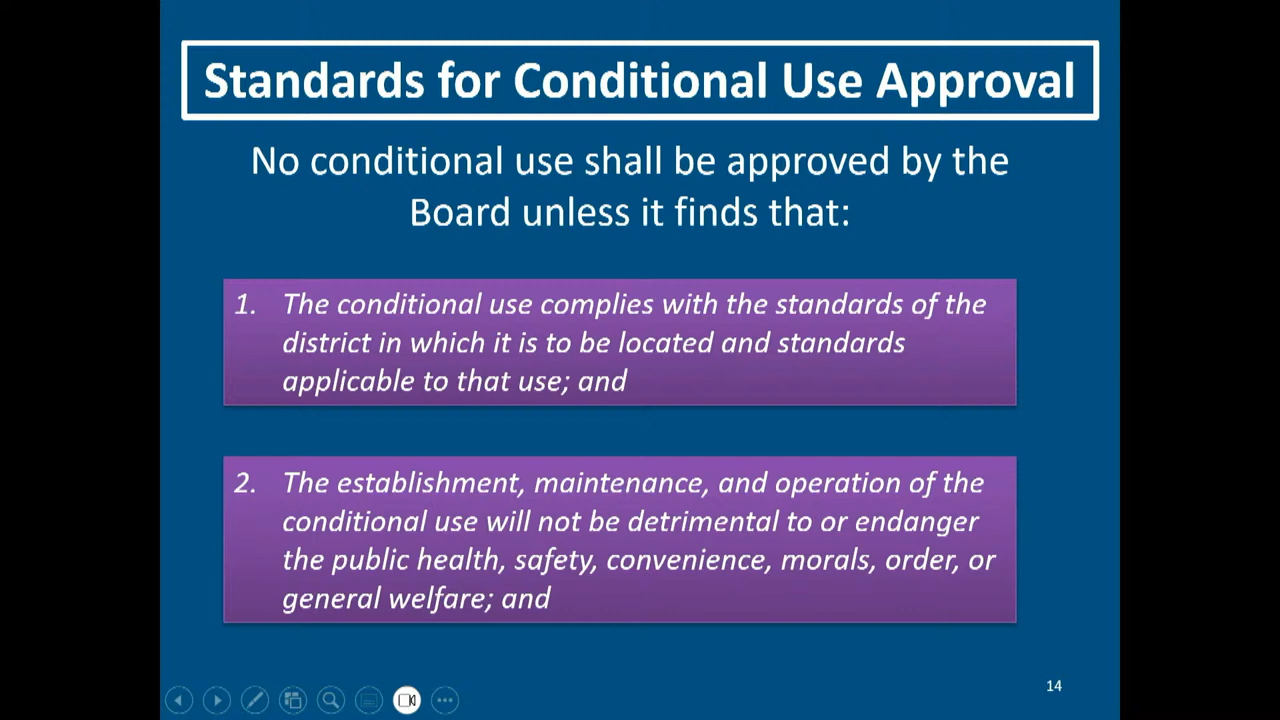 Standards for Conditional Use Approval
No conditional use shall be approved by the
Board unless it finds that:
1. The conditional use complies with the standards of the
district in which it is to be located and standards
applicable to that use; and
2. The establishment, maintenance, and operation of the
conditional use will not be detrimental to or endanger
the public health, safety, convenience, morals, order, or
general welfare; and
14